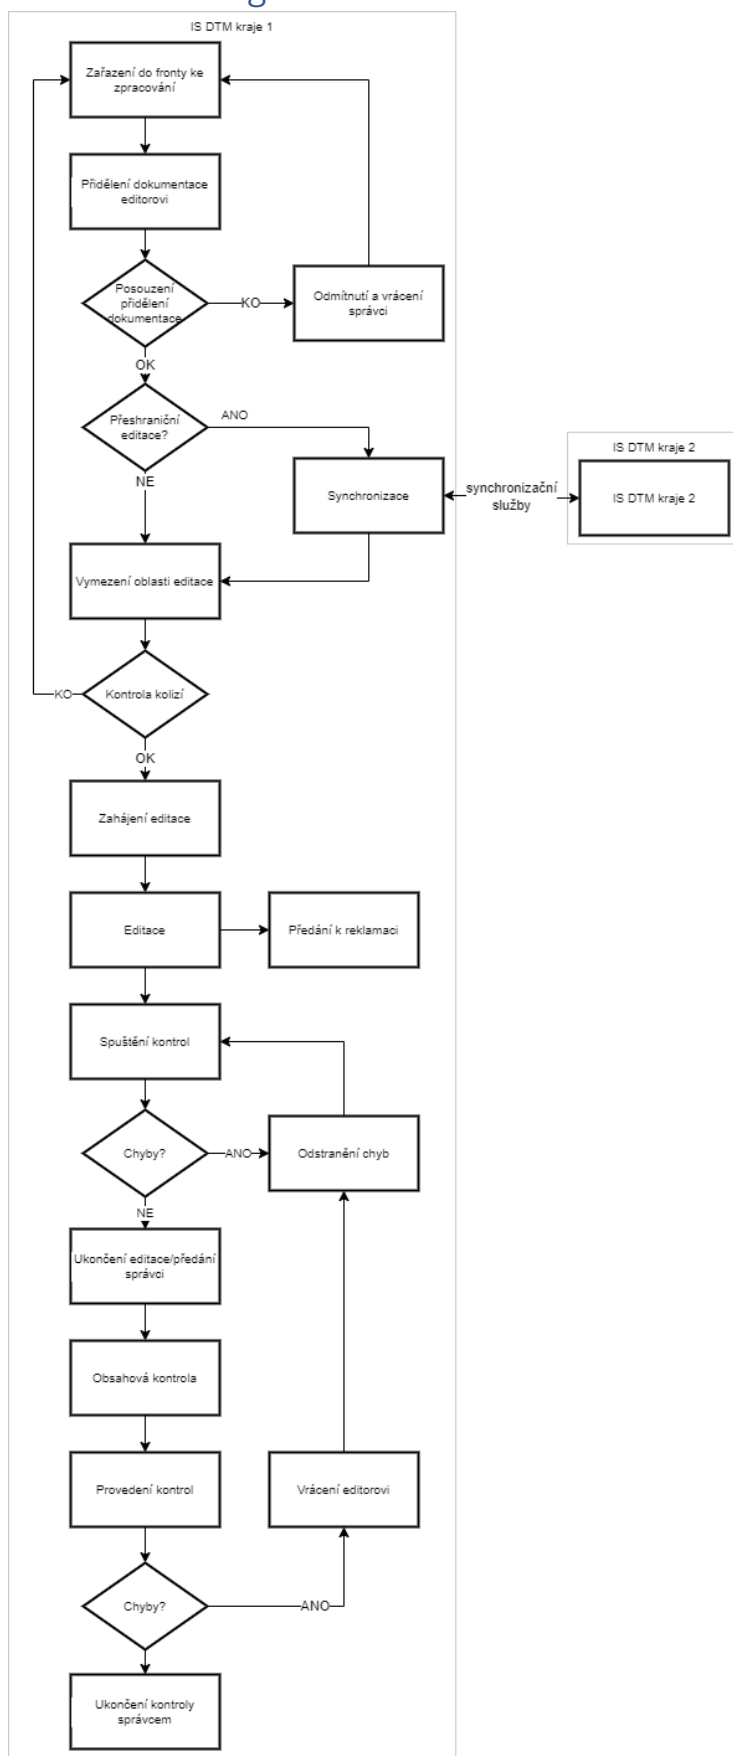 IS DTM kraje 1
Zařazení do fronty ke
zpracování
Přidělení dokumentace
editorovi
Posouzení
přidělení
dokumentace
KO
Odmítnutí a vrácení
správci
OK
Přeshraniční
editace?
ANO
NE
Synchronizace
synchronizační
služby
IS DTM kraje 2
IS DTM kraje 2
Vymezení oblasti editace
Kontrola kolizí
KO
OK
Zahájení editace
Editace
Předání k reklamaci
Spuštění kontrol
Chyby?
ANO
Odstranění chyb
NE
Ukončení editace/předání
správci
Obsahová kontrola
Provedení kontrol
Vrácení editorovi
Chyby?
ANO
Ukončení kontroly
správcem